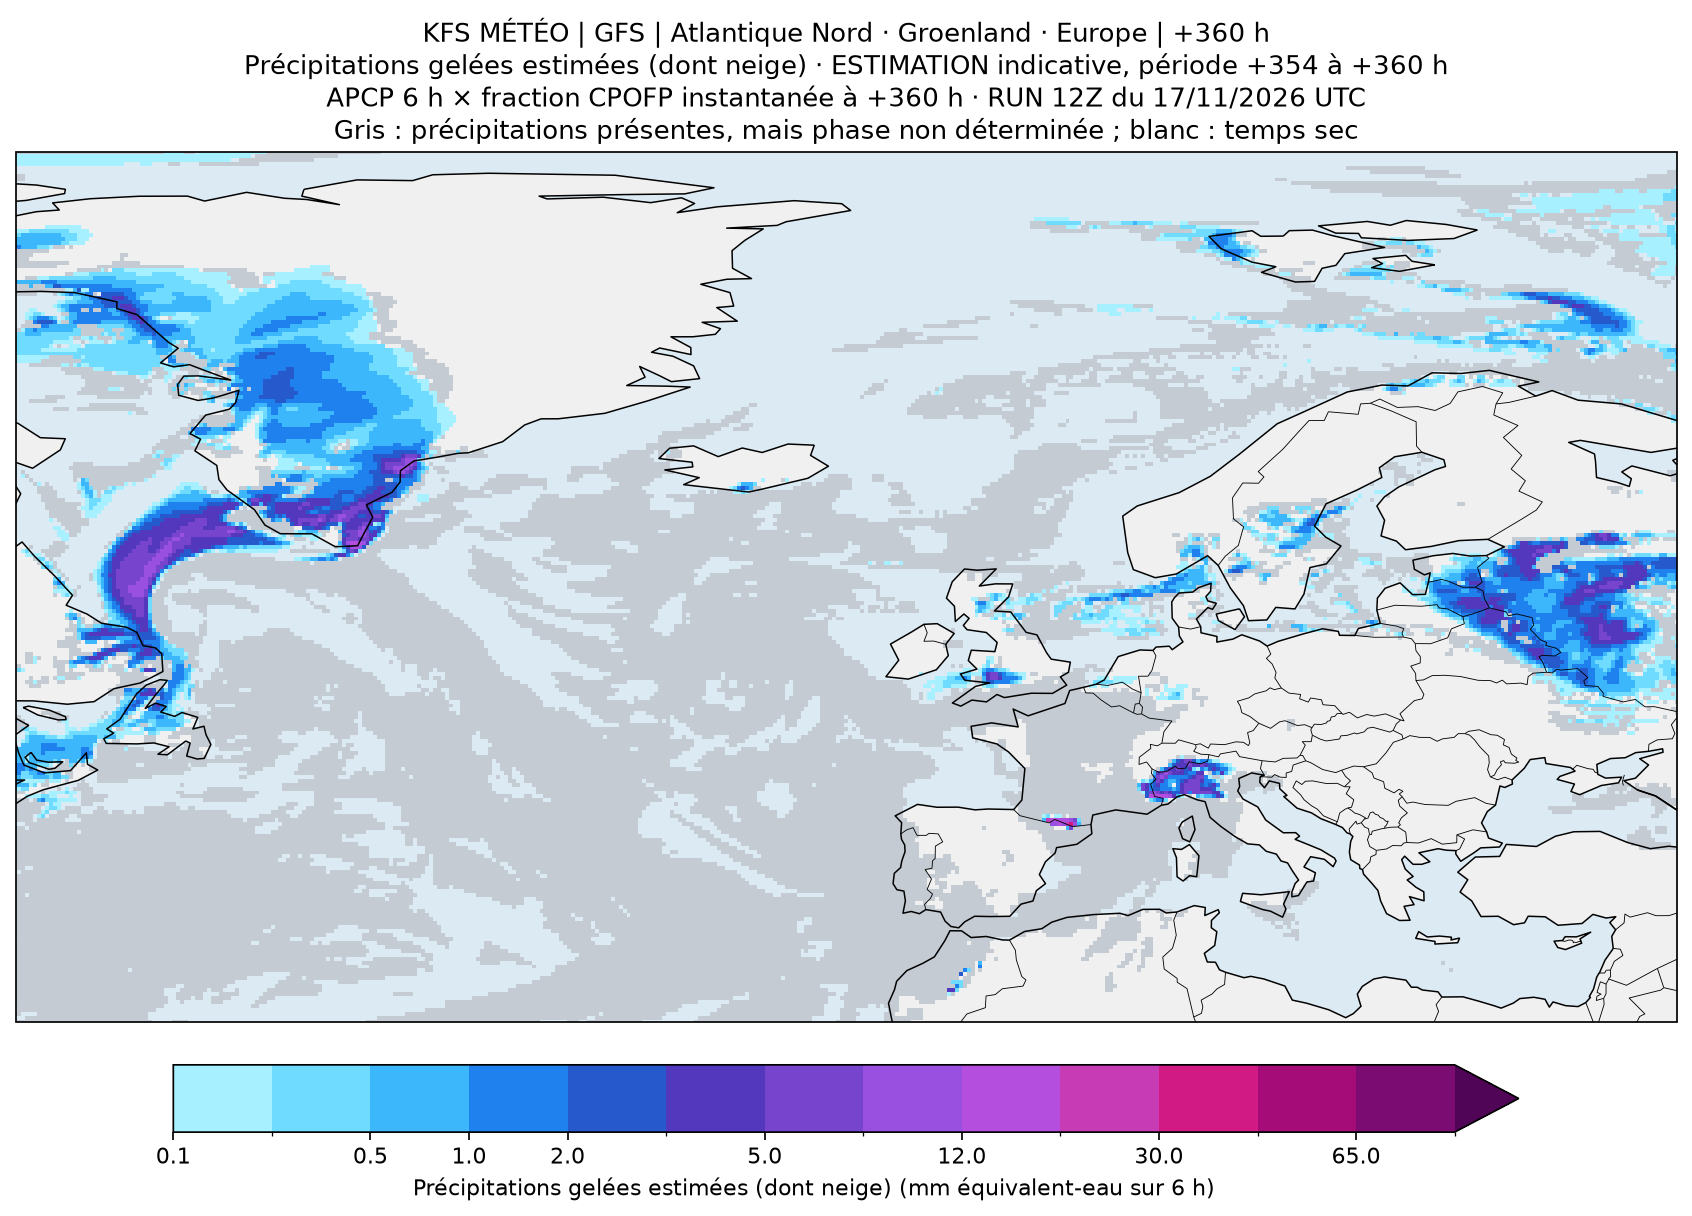 KFS MÉTÉO | GFS | Atlantique Nord · Groenland · Europe | +360 h
Précipitations gelées estimées (dont neige) · ESTIMATION indicative, période +354 à +360 h
APCP 6 h × fraction CPOFP instantanée à +360 h · RUN 12Z du 17/11/2026 UTC
Gris : précipitations présentes, mais phase non déterminée ; blanc : temps sec
0.1 0.5 1.0 2.0 5.0 12.0 30.0 65.0
Précipitations gelées estimées (dont neige) (mm équivalent-eau sur 6 h)